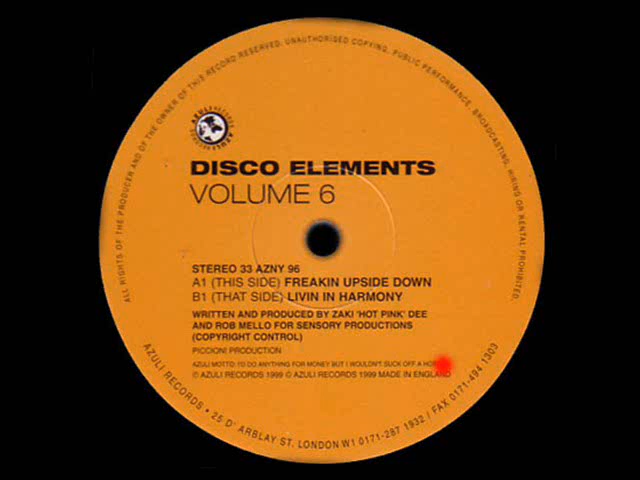 ALL RIGHTS OF THE PRODUCER AND OF THE OWNER OF THIS RECORD RESERVED. UNAUTHORISED COPYING, PUBLIC PERFORMANCE, BROADCASTING, HIRING OR RENTAL PROHIBITED.
AZULI RECORDS
DISCO ELEMENTS
VOLUME 6
STEREO 33 AZNY 96
A1 (THIS SIDE) FREAKIN UPSIDE DOWN
B1 (THAT SIDE) LIVIN IN HARMONY
WRITTEN AND PRODUCED BY ZAKI 'HOT PINK' DEE
AND ROB MELLO FOR SENSORY PRODUCTIONS
(COPYRIGHT CONTROL)
PICCIONI PRODUCTION
AZULI MOTTO: I'D DO ANYTHING FOR MONEY BUT I WOULDN'T SUCK OFF A
© AZULI RECORDS 1999 © AZULI RECORDS 1999 MADE IN ENGLAND
AZULI RECORDS • 25 D' ARBLAY ST. LONDON W1 0171-287 1932 / FAX 0171-494 1303